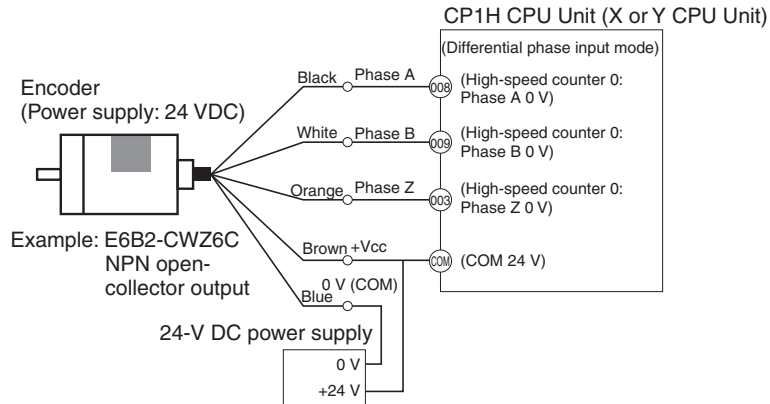 CP1H CPU Unit (X or Y CPU Unit)
(Differential phase input mode)
Encoder
(Power supply: 24 VDC)
Black Phase A 008 (High-speed counter 0:
Phase A 0 V)
White Phase B 009 (High-speed counter 0:
Phase B 0 V)
Orange Phase Z 003 (High-speed counter 0:
Phase Z 0 V)
Example: E6B2-CWZ6C
NPN open-
collector output
Brown +Vcc COM (COM 24 V)
0 V (COM)
Blue
24-V DC power supply
0 V
+24 V